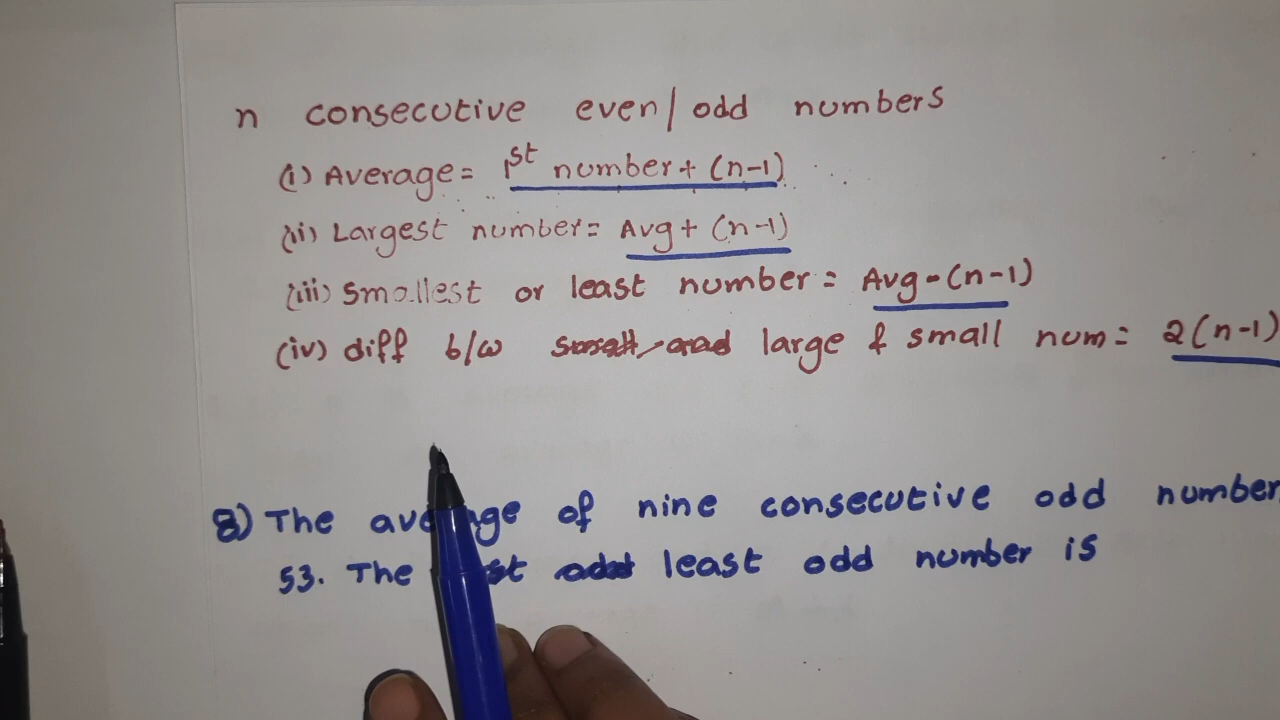 n consecutive even/odd numbers
(i) Average = 1st number + (n-1)
(ii) Largest number = Avg + (n-1)
(iii) Smallest or least number = Avg - (n-1)
(iv) diff b/w large & small num = 2(n-1)
8) The average of nine consecutive odd number
53. The least odd number is